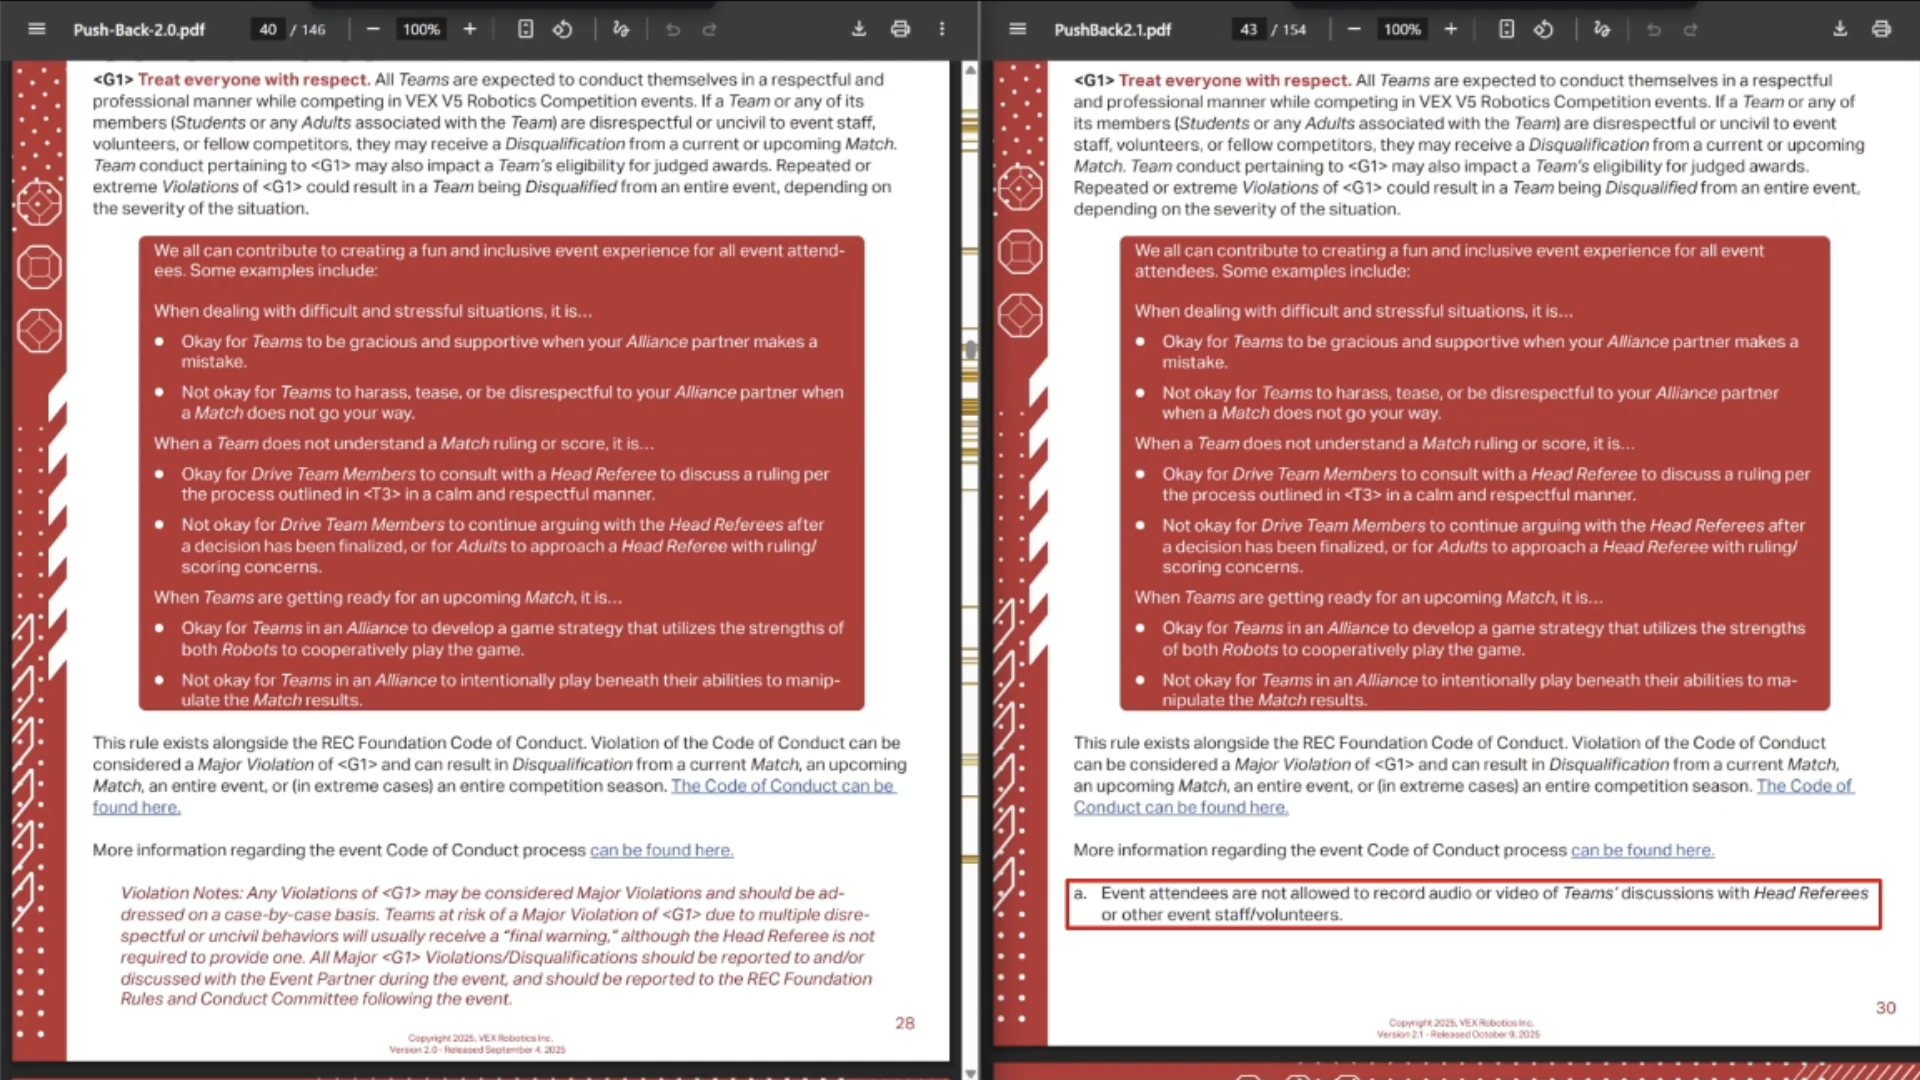 Push-Back-2.0.pdf
40 / 146
100%
<G1> Treat everyone with respect. All Teams are expected to conduct themselves in a respectful and
professional manner while competing in VEX V5 Robotics Competition events. If a Team or any of its
members (Students or any Adults associated with the Team) are disrespectful or uncivil to event staff,
volunteers, or fellow competitors, they may receive a Disqualification from a current or upcoming Match.
Team conduct pertaining to <G1> may also impact a Team's eligibility for judged awards. Repeated or
extreme Violations of <G1> could result in a Team being Disqualified from an entire event, depending on
the severity of the situation.
We all can contribute to creating a fun and inclusive event experience for all event attend-
ees. Some examples include:
When dealing with difficult and stressful situations, it is...
● Okay for Teams to be gracious and supportive when your Alliance partner makes a
mistake.
● Not okay for Teams to harass, tease, or be disrespectful to your Alliance partner when
a Match does not go your way.
When a Team does not understand a Match ruling or score, it is...
● Okay for Drive Team Members to consult with a Head Referee to discuss a ruling per
the process outlined in <T3> in a calm and respectful manner.
● Not okay for Drive Team Members to continue arguing with the Head Referees after
a decision has been finalized, or for Adults to approach a Head Referee with ruling/
scoring concerns.
When Teams are getting ready for an upcoming Match, it is...
● Okay for Teams in an Alliance to develop a game strategy that utilizes the strengths of
both Robots to cooperatively play the game.
● Not okay for Teams in an Alliance to intentionally play beneath their abilities to manip-
ulate the Match results.
This rule exists alongside the REC Foundation Code of Conduct. Violation of the Code of Conduct can be
considered a Major Violation of <G1> and can result in Disqualification from a current Match, an upcoming
Match, an entire event, or (in extreme cases) an entire competition season. The Code of Conduct can be
found here.
More information regarding the event Code of Conduct process can be found here.
Violation Notes: Any Violations of <G1> may be considered Major Violations and should be ad-
dressed on a case-by-case basis. Teams at risk of a Major Violation of <G1> due to multiple disre-
spectful or uncivil behaviors will usually receive a "final warning," although the Head Referee is not
required to provide one. All Major <G1> Violations/Disqualifications should be reported to and/or
discussed with the Event Partner during the event, and should be reported to the REC Foundation
Rules and Conduct Committee following the event.
28
Copyright 2025, VEX Robotics Inc.
Version 2.0 - Released September 4, 2025
PushBack2.1.pdf
43 / 154
100%
<G1> Treat everyone with respect. All Teams are expected to conduct themselves in a respectful
and professional manner while competing in VEX V5 Robotics Competition events. If a Team or any of
its members (Students or any Adults associated with the Team) are disrespectful or uncivil to event
staff, volunteers, or fellow competitors, they may receive a Disqualification from a current or upcoming
Match. Team conduct pertaining to <G1> may also impact a Team's eligibility for judged awards.
Repeated or extreme Violations of <G1> could result in a Team being Disqualified from an entire event,
depending on the severity of the situation.
We all can contribute to creating a fun and inclusive event experience for all event
attendees. Some examples include:
When dealing with difficult and stressful situations, it is...
● Okay for Teams to be gracious and supportive when your Alliance partner makes a
mistake.
● Not okay for Teams to harass, tease, or be disrespectful to your Alliance partner
when a Match does not go your way.
When a Team does not understand a Match ruling or score, it is...
● Okay for Drive Team Members to consult with a Head Referee to discuss a ruling per
the process outlined in <T3> in a calm and respectful manner.
● Not okay for Drive Team Members to continue arguing with the Head Referees after
a decision has been finalized, or for Adults to approach a Head Referee with ruling/
scoring concerns.
When Teams are getting ready for an upcoming Match, it is...
● Okay for Teams in an Alliance to develop a game strategy that utilizes the strengths
of both Robots to cooperatively play the game.
● Not okay for Teams in an Alliance to intentionally play beneath their abilities to ma-
nipulate the Match results.
This rule exists alongside the REC Foundation Code of Conduct. Violation of the Code of Conduct
can be considered a Major Violation of <G1> and can result in Disqualification from a current Match,
an upcoming Match, an entire event, or (in extreme cases) an entire competition season. The Code of
Conduct can be found here.
More information regarding the event Code of Conduct process can be found here.
a. Event attendees are not allowed to record audio or video of Teams' discussions with Head Referees
or other event staff/volunteers.
30
Copyright 2025, VEX Robotics Inc.
Version 2.1 - Released October 9, 2025